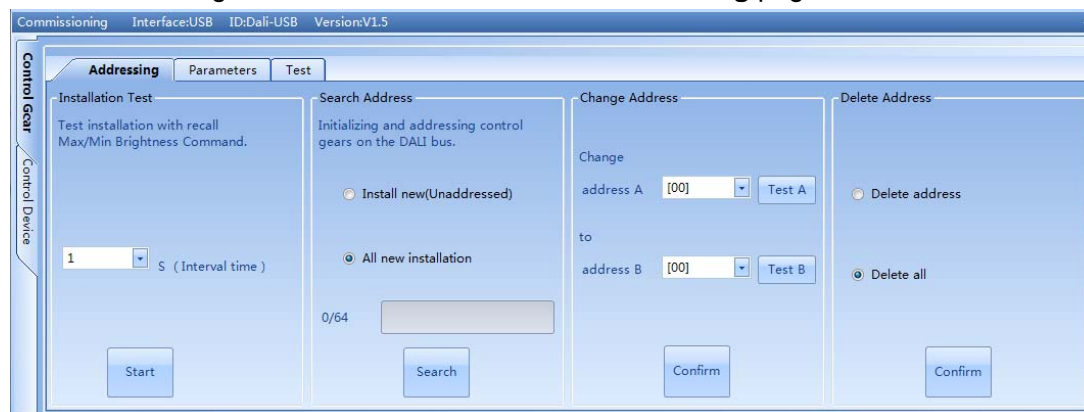 Commissioning Interface:USB ID:Dali-USB Version:V1.5
Control Gear
Control Device
Addressing Parameters Test
Installation Test
Test installation with recall
Max/Min Brightness Command.
1 S ( Interval time )
Start
Search Address
Initializing and addressing control
gears on the DALI bus.
Install new(Unaddressed)
All new installation
0/64
Search
Change Address
Change
address A [00] Test A
to
address B [00] Test B
Confirm
Delete Address
Delete address
Delete all
Confirm